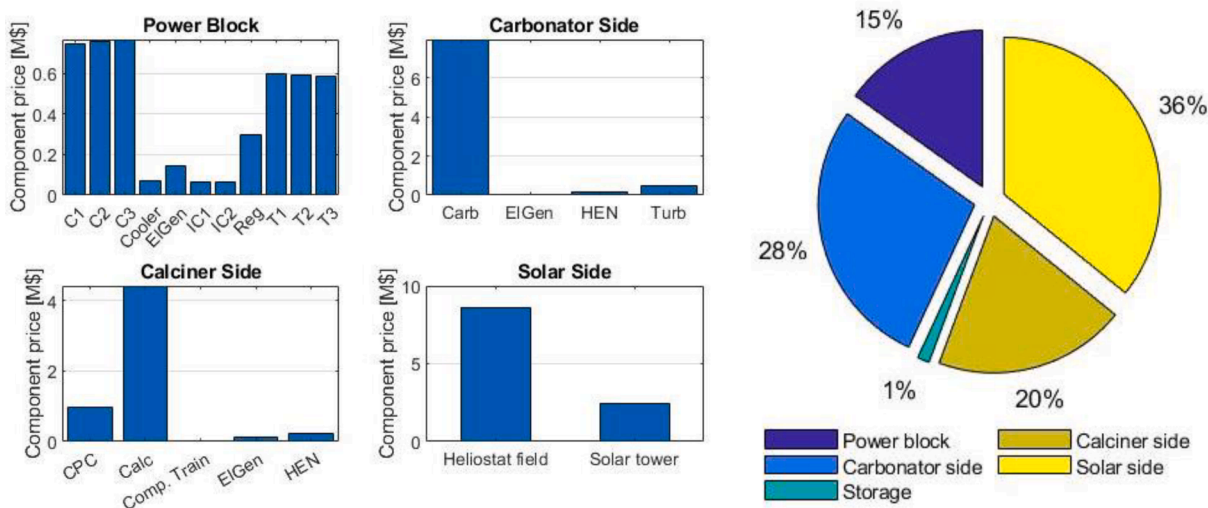 Power Block
Component price [M$]
0.6
0.4
0.2
0
C1
C2
C3
Cooler
ElGen
IC1
IC2
Reg
T1
T2
T3
Carbonator Side
Component price [M$]
6
4
2
0
Carb
ElGen
HEN
Turb
Calciner Side
Component price [M$]
4
2
0
CPC
Calc
Comp. Train
ElGen
HEN
Solar Side
Component price [M$]
10
5
0
Heliostat field
Solar tower
15%
36%
28%
1%
20%
Power block
Carbonator side
Storage
Calciner side
Solar side